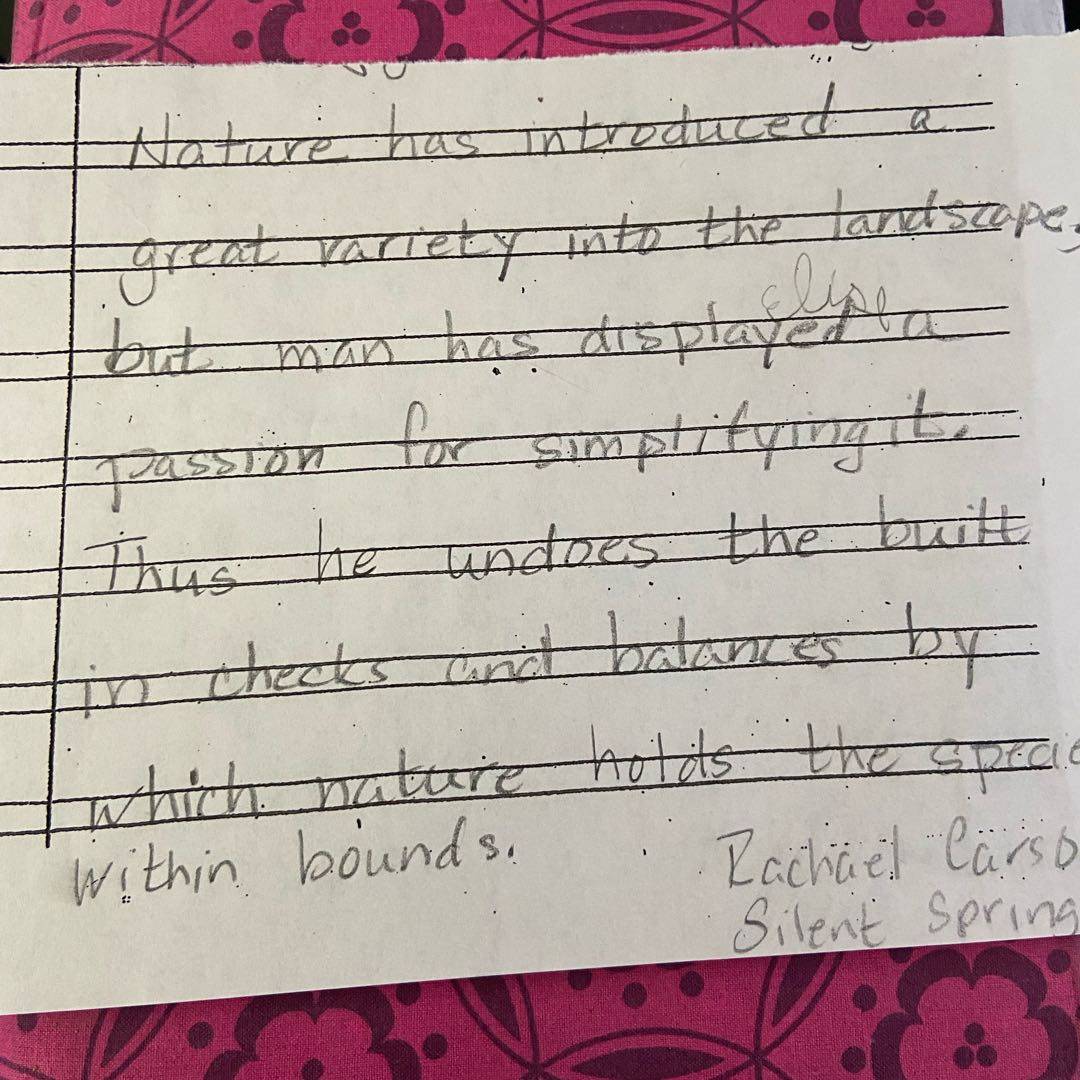 Nature has introduced a
great variety into the landscape,
but man has displayed a
passion for simplifying it.
Thus he undoes the built
in checks and balances by
which nature holds the specie
within bounds.
Rachael Carso
Silent Spring